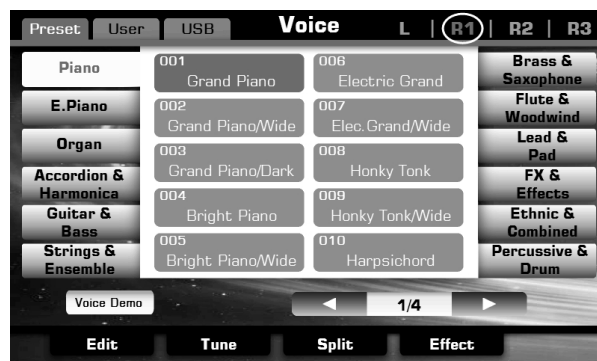 Preset User USB Voice L | R1 | R2 | R3
Piano
E.Piano
Organ
Accordion &
Harmonica
Guitar &
Bass
Strings &
Ensemble
001
Grand Piano
002
Grand Piano/Wide
003
Grand Piano/Dark
004
Bright Piano
005
Bright Piano/Wide
006
Electric Grand
007
Elec.Grand/Wide
008
Honky Tonk
009
Honky Tonk/Wide
010
Harpsichord
Brass &
Saxophone
Flute &
Woodwind
Lead &
Pad
FX &
Effects
Ethnic &
Combined
Percussive &
Drum
Voice Demo
1/4
Edit Tune Split Effect